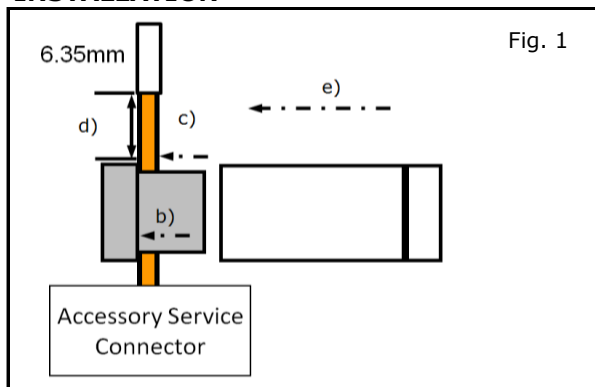 Fig. 1
6.35mm
e)
d)
c)
b)
Accessory Service
Connector